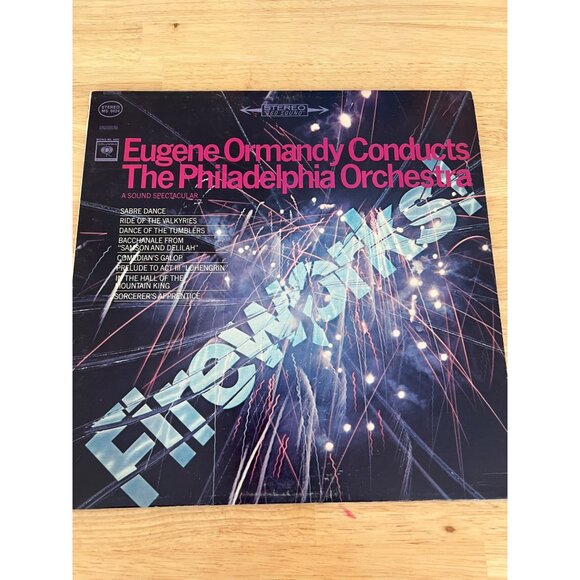 STEREO
STEREO
Eugene Ormandy Conducts
The Philadelphia Orchestra
A SOUND SPECTACULAR
SABRE DANCE
RIDE OF THE VALKYRIES
DANCE OF THE TUMBLERS
BACCHANALE FROM
"SAMSON AND DELILAH"
COMEDIAN'S GALOP
PRELUDE TO ACT III "LOHENGRIN"
IN THE HALL OF THE
MOUNTAIN KING
SORCERER'S APPRENTICE
Fireworks!